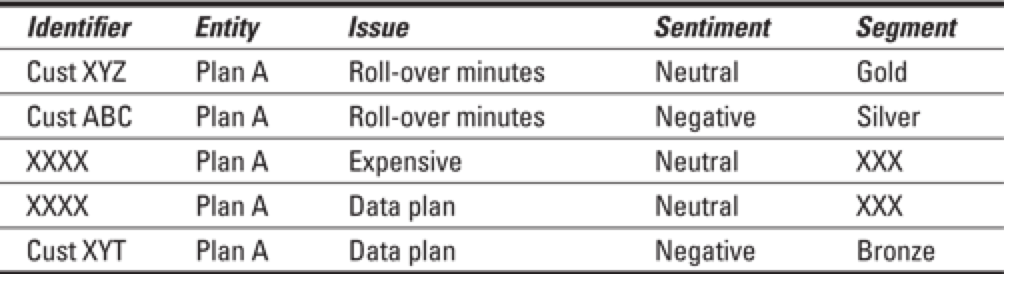 Identifier Entity Issue Sentiment Segment
Cust XYZ Plan A Roll-over minutes Neutral Gold
Cust ABC Plan A Roll-over minutes Negative Silver
XXXX Plan A Expensive Neutral XXX
XXXX Plan A Data plan Neutral XXX
Cust XYT Plan A Data plan Negative Bronze